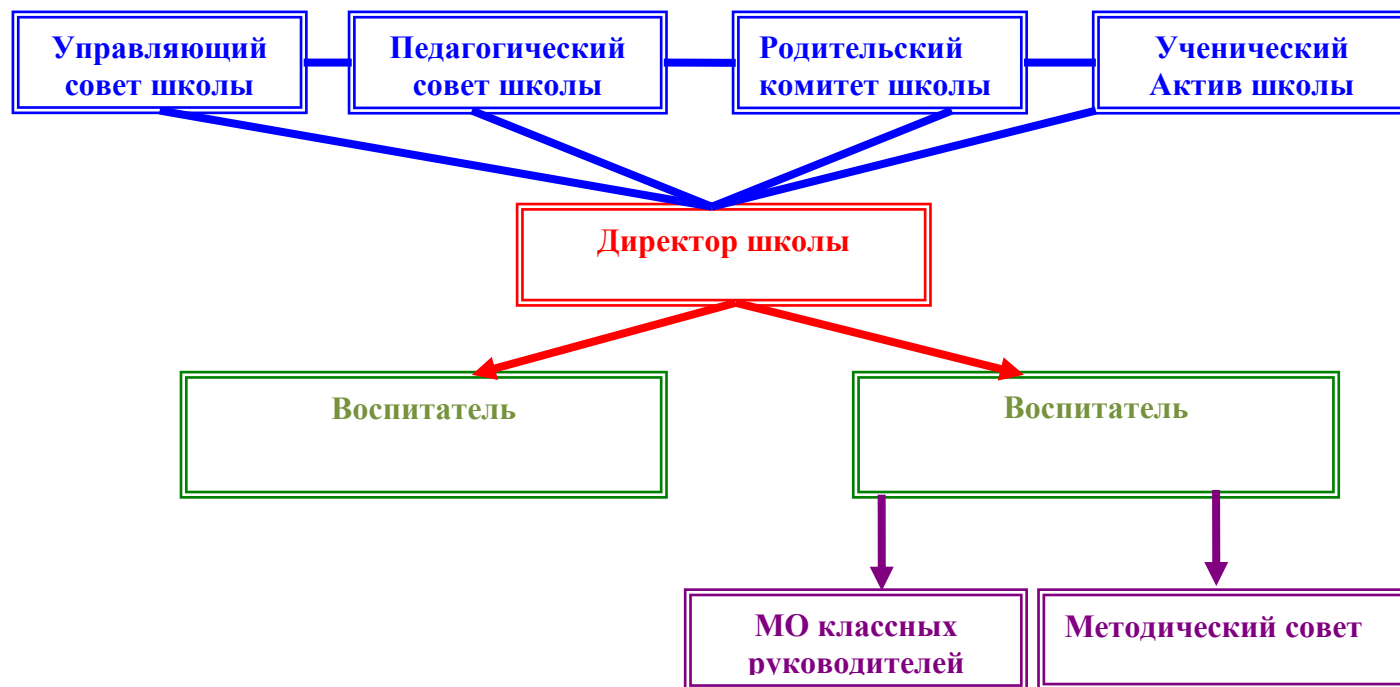 Управляющий
совет школы
Педагогический
совет школы
Родительский
комитет школы
Ученический
Актив школы
Директор школы
Воспитатель
Воспитатель
МО классных
руководителей
Методический совет